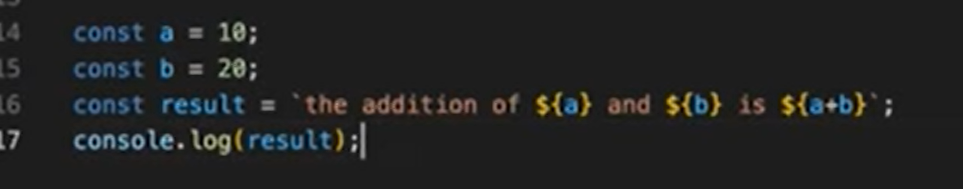 14 const a = 10;
15 const b = 20;
16 const result = `the addition of ${a} and ${b} is ${a+b}`;
17 console.log(result);